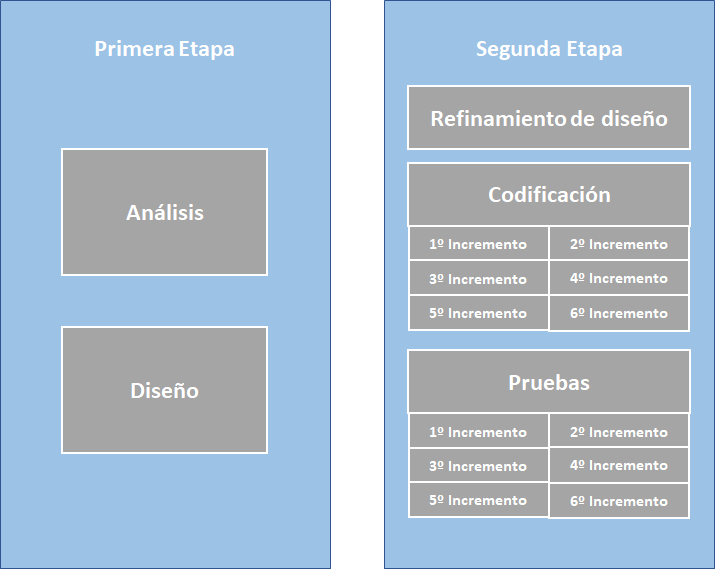 Primera Etapa
Análisis
Diseño
Segunda Etapa
Refinamiento de diseño
Codificación
1º Incremento
2º Incremento
3º Incremento
4º Incremento
5º Incremento
6º Incremento
Pruebas
1º Incremento
2º Incremento
3º Incremento
4º Incremento
5º Incremento
6º Incremento